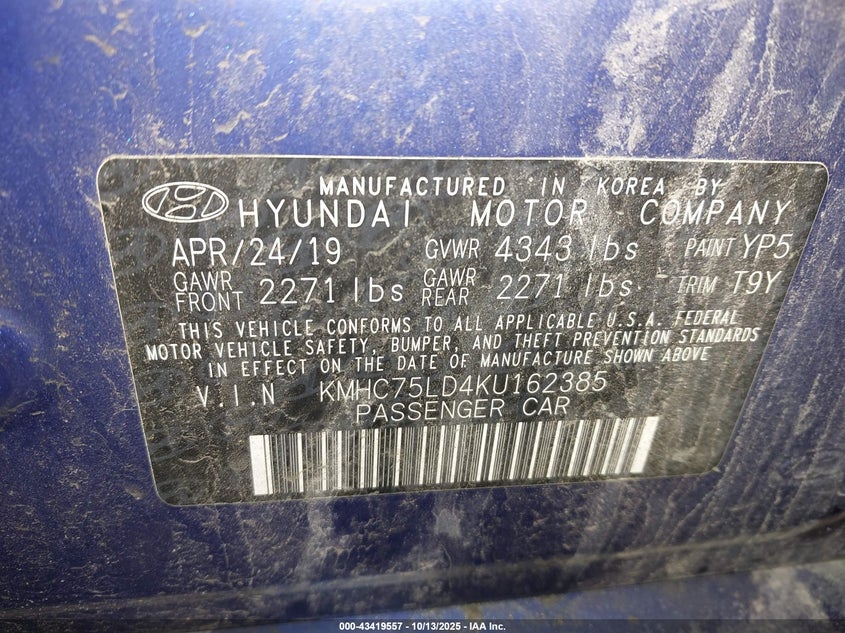 MANUFACTURED IN KOREA BY
HYUNDAI MOTOR COMPANY
APR/24/19 GVWR 4343 lbs PAINT YP5
GAWR FRONT 2271 lbs GAWR REAR 2271 lbs TRIM T9Y
THIS VEHICLE CONFORMS TO ALL APPLICABLE U.S.A. FEDERAL
MOTOR VEHICLE SAFETY, BUMPER, AND THEFT PREVENTION STANDARDS
IN EFFECT ON THE DATE OF MANUFACTURE SHOWN ABOVE
V.I.N KMHC75LD4KU162385
PASSENGER CAR
000-43419557 - 10/13/2025 - IAA Inc.